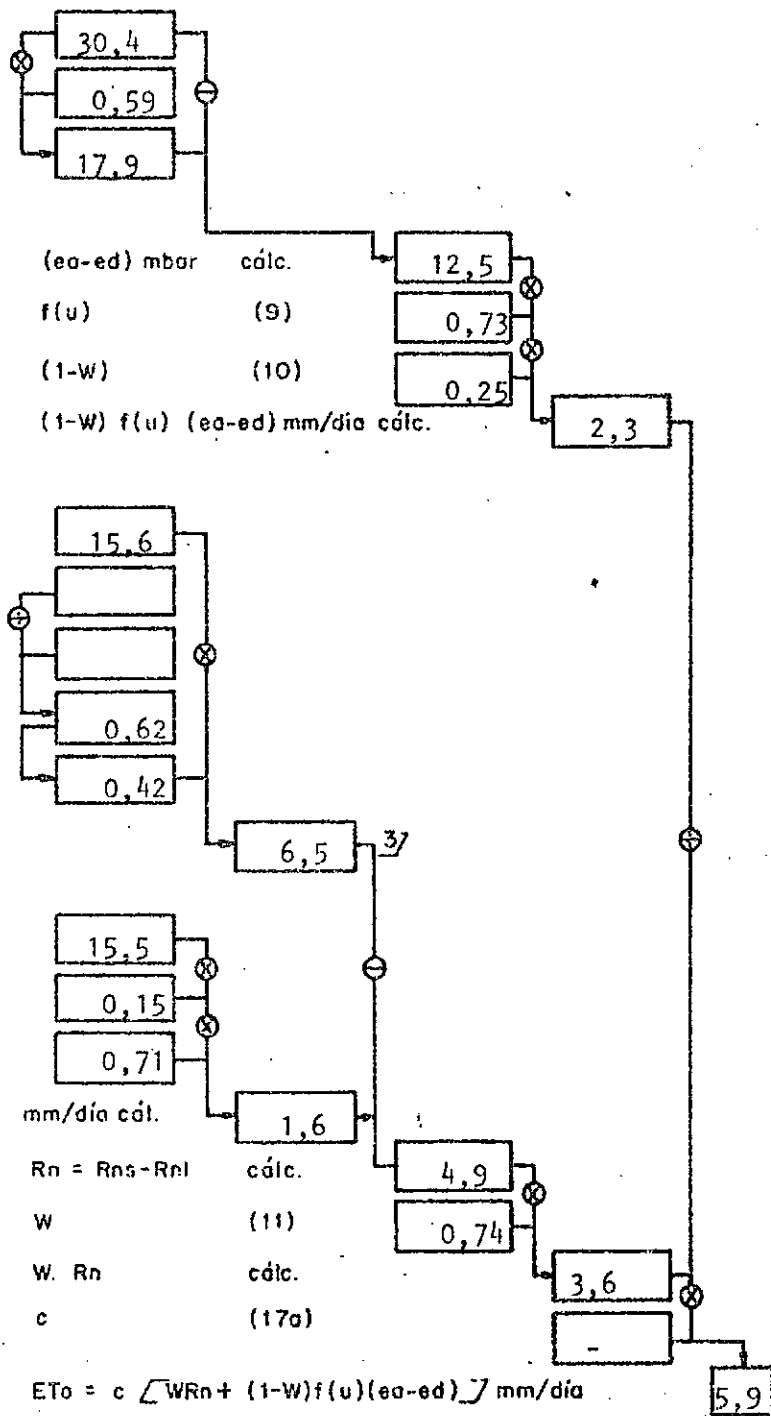 30,4
0,59
17,9
(ea-ed) mbar cálc. 12,5
f(u) (9) 0,73
(1-W) (10) 0,25
(1-W) f(u) (ea-ed) mm/día cálc. 2,3
15,6
0,62
0,42
6,5 3/
15,5
0,15
0,71
mm/día cál. 1,6
Rn = Rns-Rnl cálc. 4,9
W (11) 0,74
W. Rn cálc. 3,6
c (17a) -
ETo = c [WRn+ (1-W)f(u)(ea-ed)] mm/día 5,9